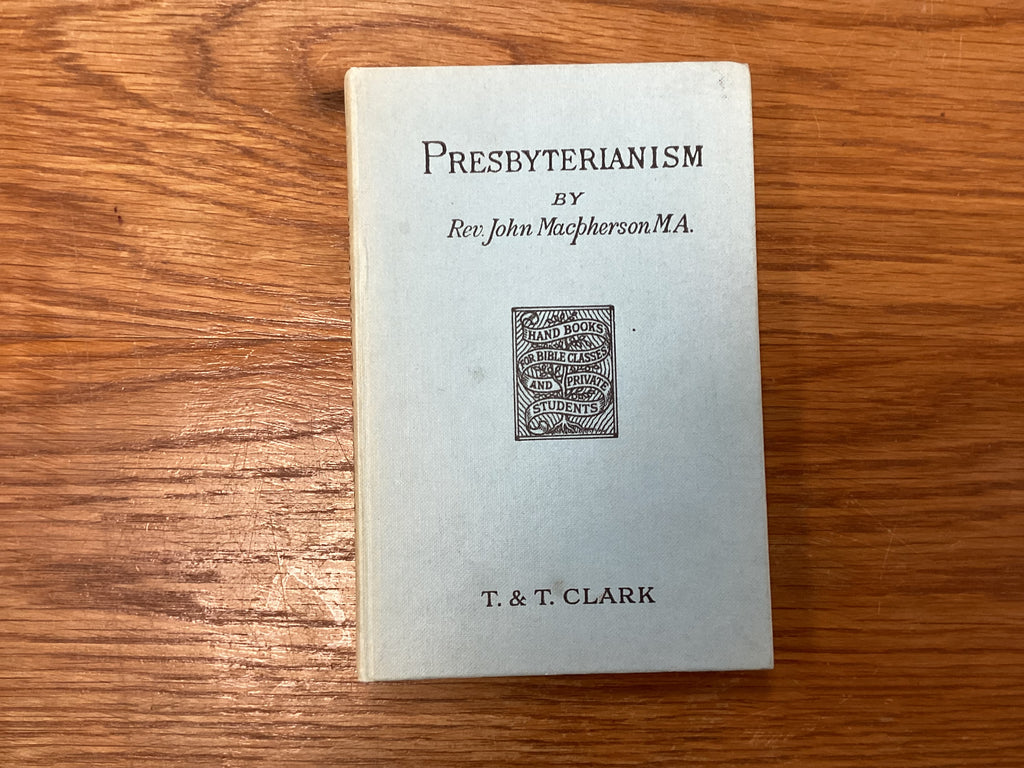 PRESBYTERIANISM
BY
Rev. John Macpherson M.A.
HAND BOOKS
FOR BIBLE CLASSES
AND PRIVATE
STUDENTS
T. & T. CLARK